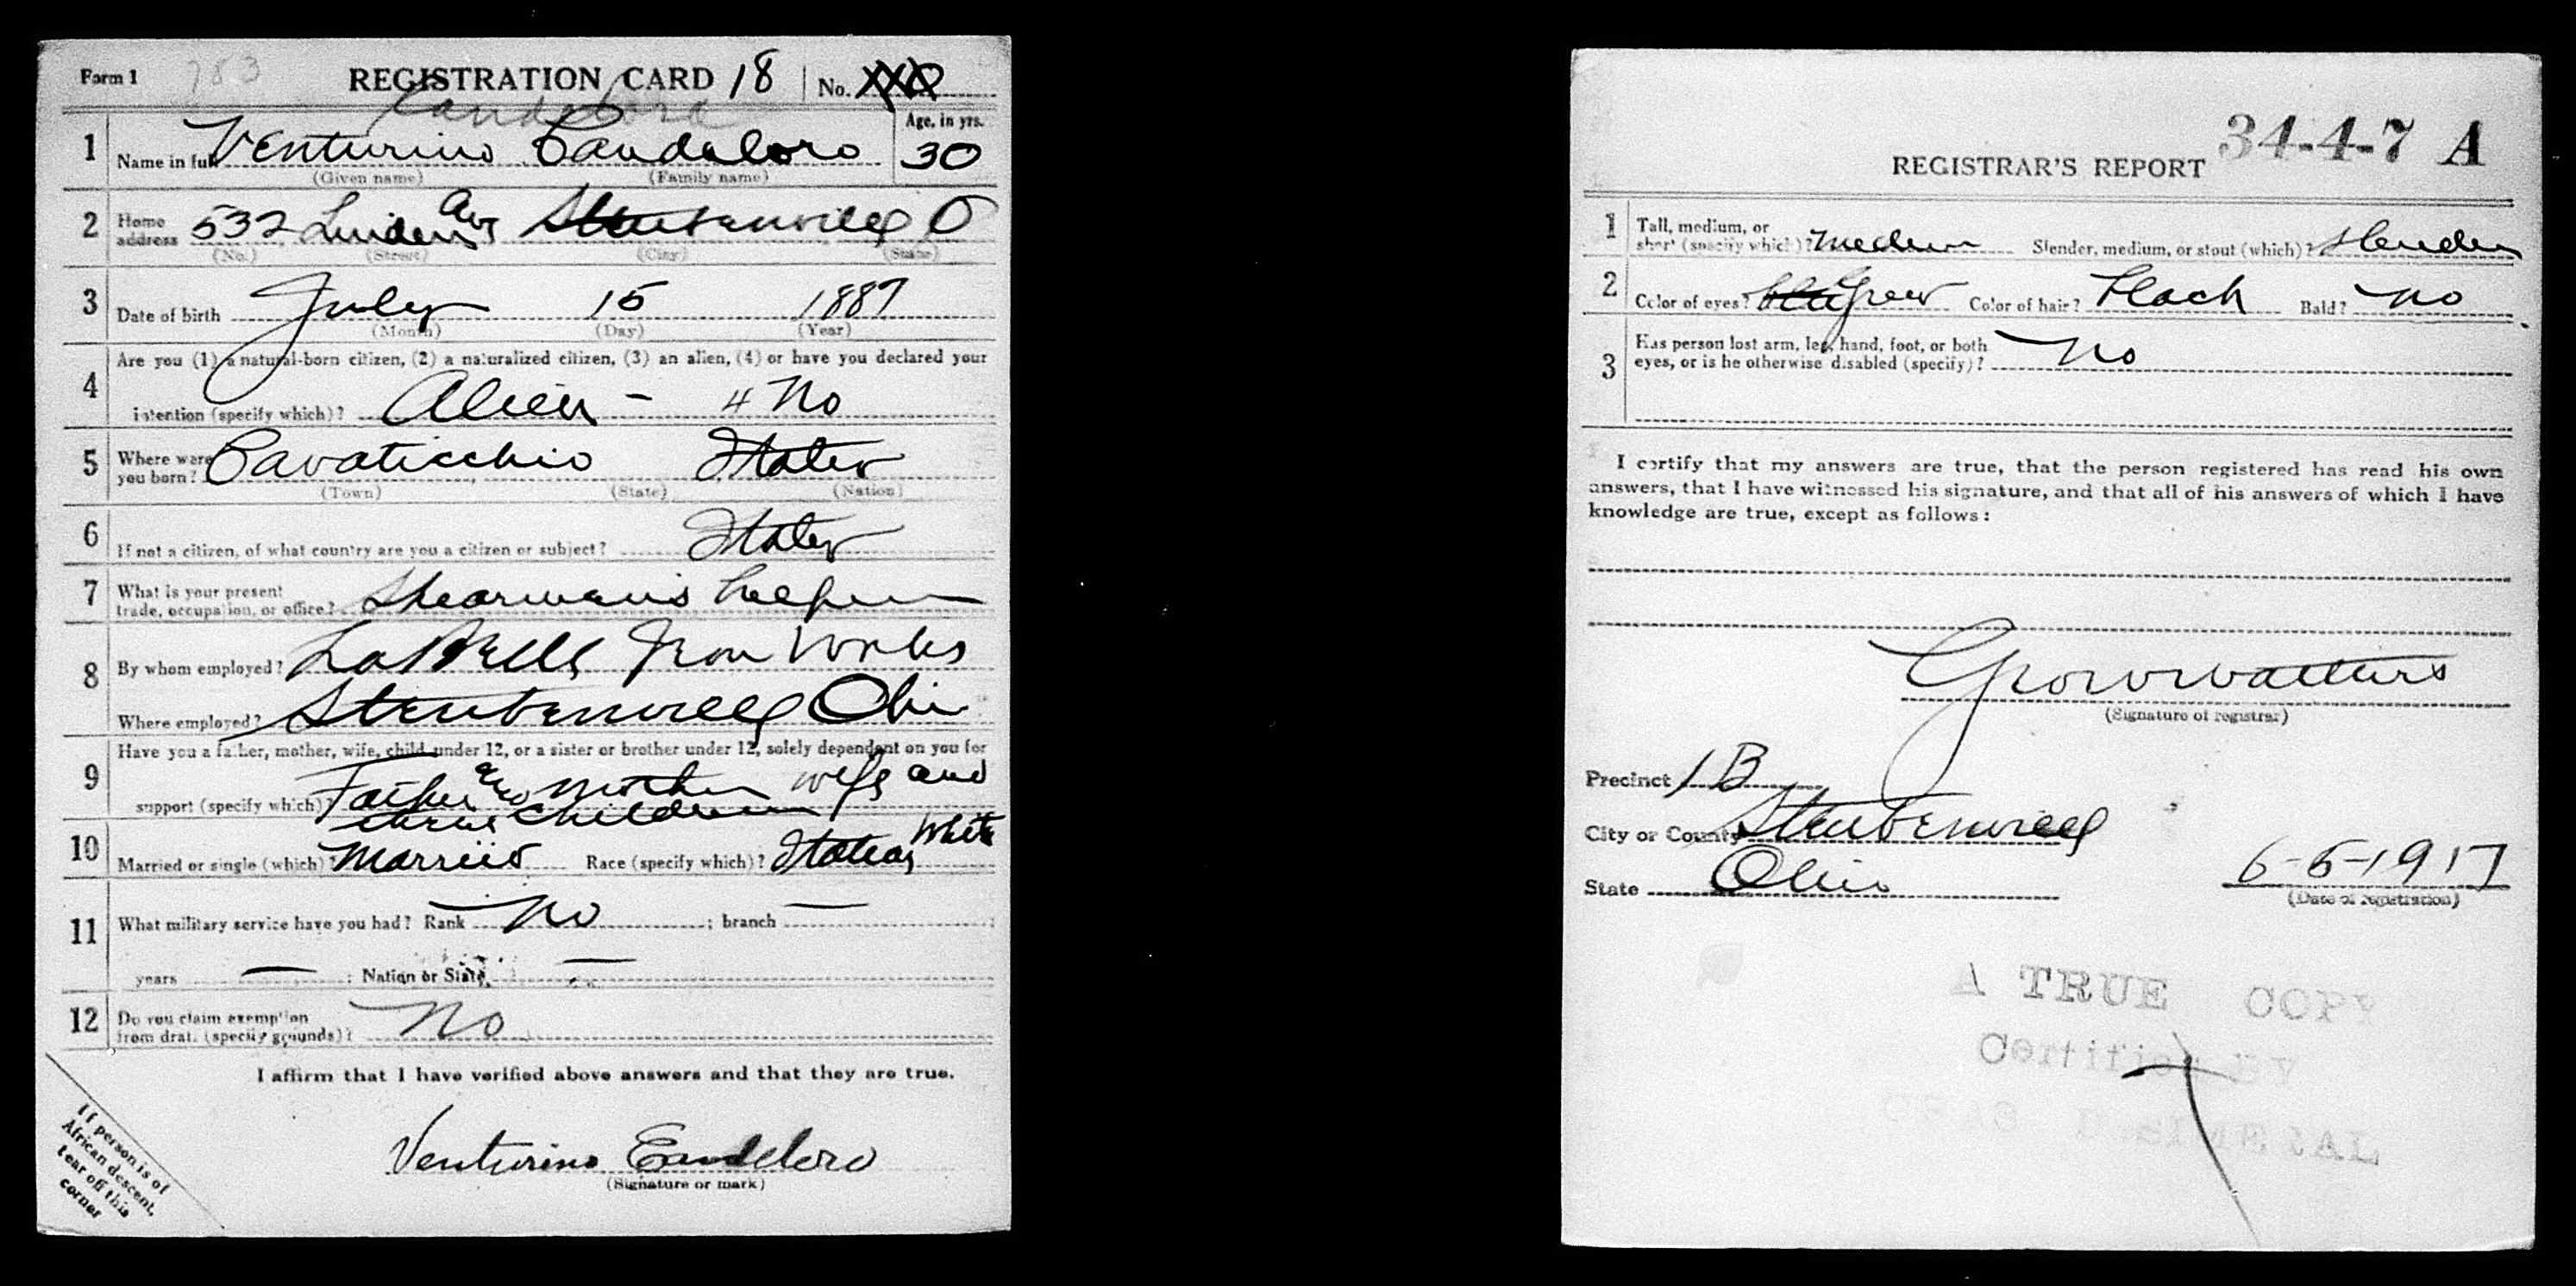 Form 1 783 REGISTRATION CARD 18 No.
Candeloro
1 Name in full Venturino Candeloro Age, in yrs. 30
(Given name) (Family name)
2 Home address 532 Linden Ave Steubenville O
(No.) (Street) (City) (State)
3 Date of birth July 15 1887
(Month) (Day) (Year)
4 Are you (1) a natural-born citizen, (2) a naturalized citizen, (3) an alien, (4) or have you declared your
intention (specify which)? Alien - 4 No
5 Where were you born? Cavaticchio Italy
(Town) (State) (Nation)
6 If not a citizen, of what country are you a citizen or subject? Italy
7 What is your present trade, occupation, or office? Shearman's helper
8 By whom employed? LaBelle Iron Works
Where employed? Steubenville Ohio
9 Have you a father, mother, wife, child under 12, or a sister or brother under 12, solely dependent on you for
support (specify which)? Father and mother wife and
three children
10 Married or single (which)? Married Race (specify which)? Italian White
11 What military service have you had? Rank No ; branch —
years — ; Nation or State —
12 Do you claim exemption from draft (specify grounds)? No
I affirm that I have verified above answers and that they are true.
Venturino Candeloro
(Signature or mark)
If person is of
African descent,
tear off this
corner
34-4-7 A
REGISTRAR'S REPORT
1 Tall, medium, or short (specify which)? Medium Slender, medium, or stout (which)? Slender
2 Color of eyes? Grey Color of hair? Black Bald? No
3 Has person lost arm, leg, hand, foot, or both
eyes, or is he otherwise disabled (specify)? No
I certify that my answers are true, that the person registered has read his own
answers, that I have witnessed his signature, and that all of his answers of which I have
knowledge are true, except as follows:
(Signature of registrar)
Precinct 1 B
City or County Steubenville
State Ohio 6-5-1917
(Date of registration)
A TRUE COPY
Certified BY